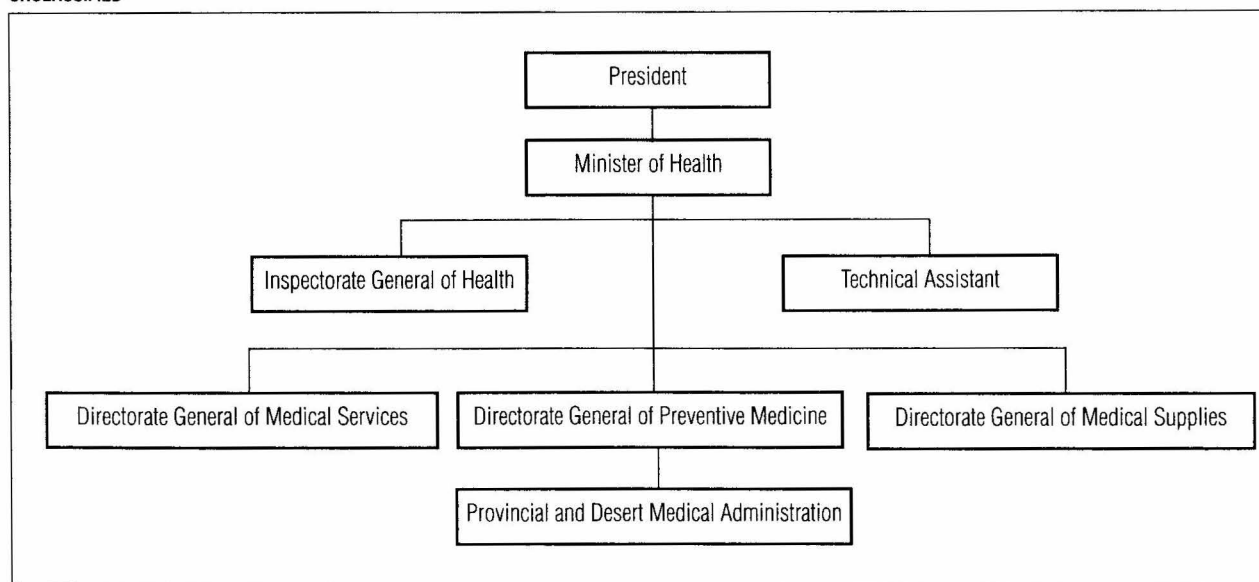 President
Minister of Health
Inspectorate General of Health
Technical Assistant
Directorate General of Medical Services
Directorate General of Preventive Medicine
Directorate General of Medical Supplies
Provincial and Desert Medical Administration